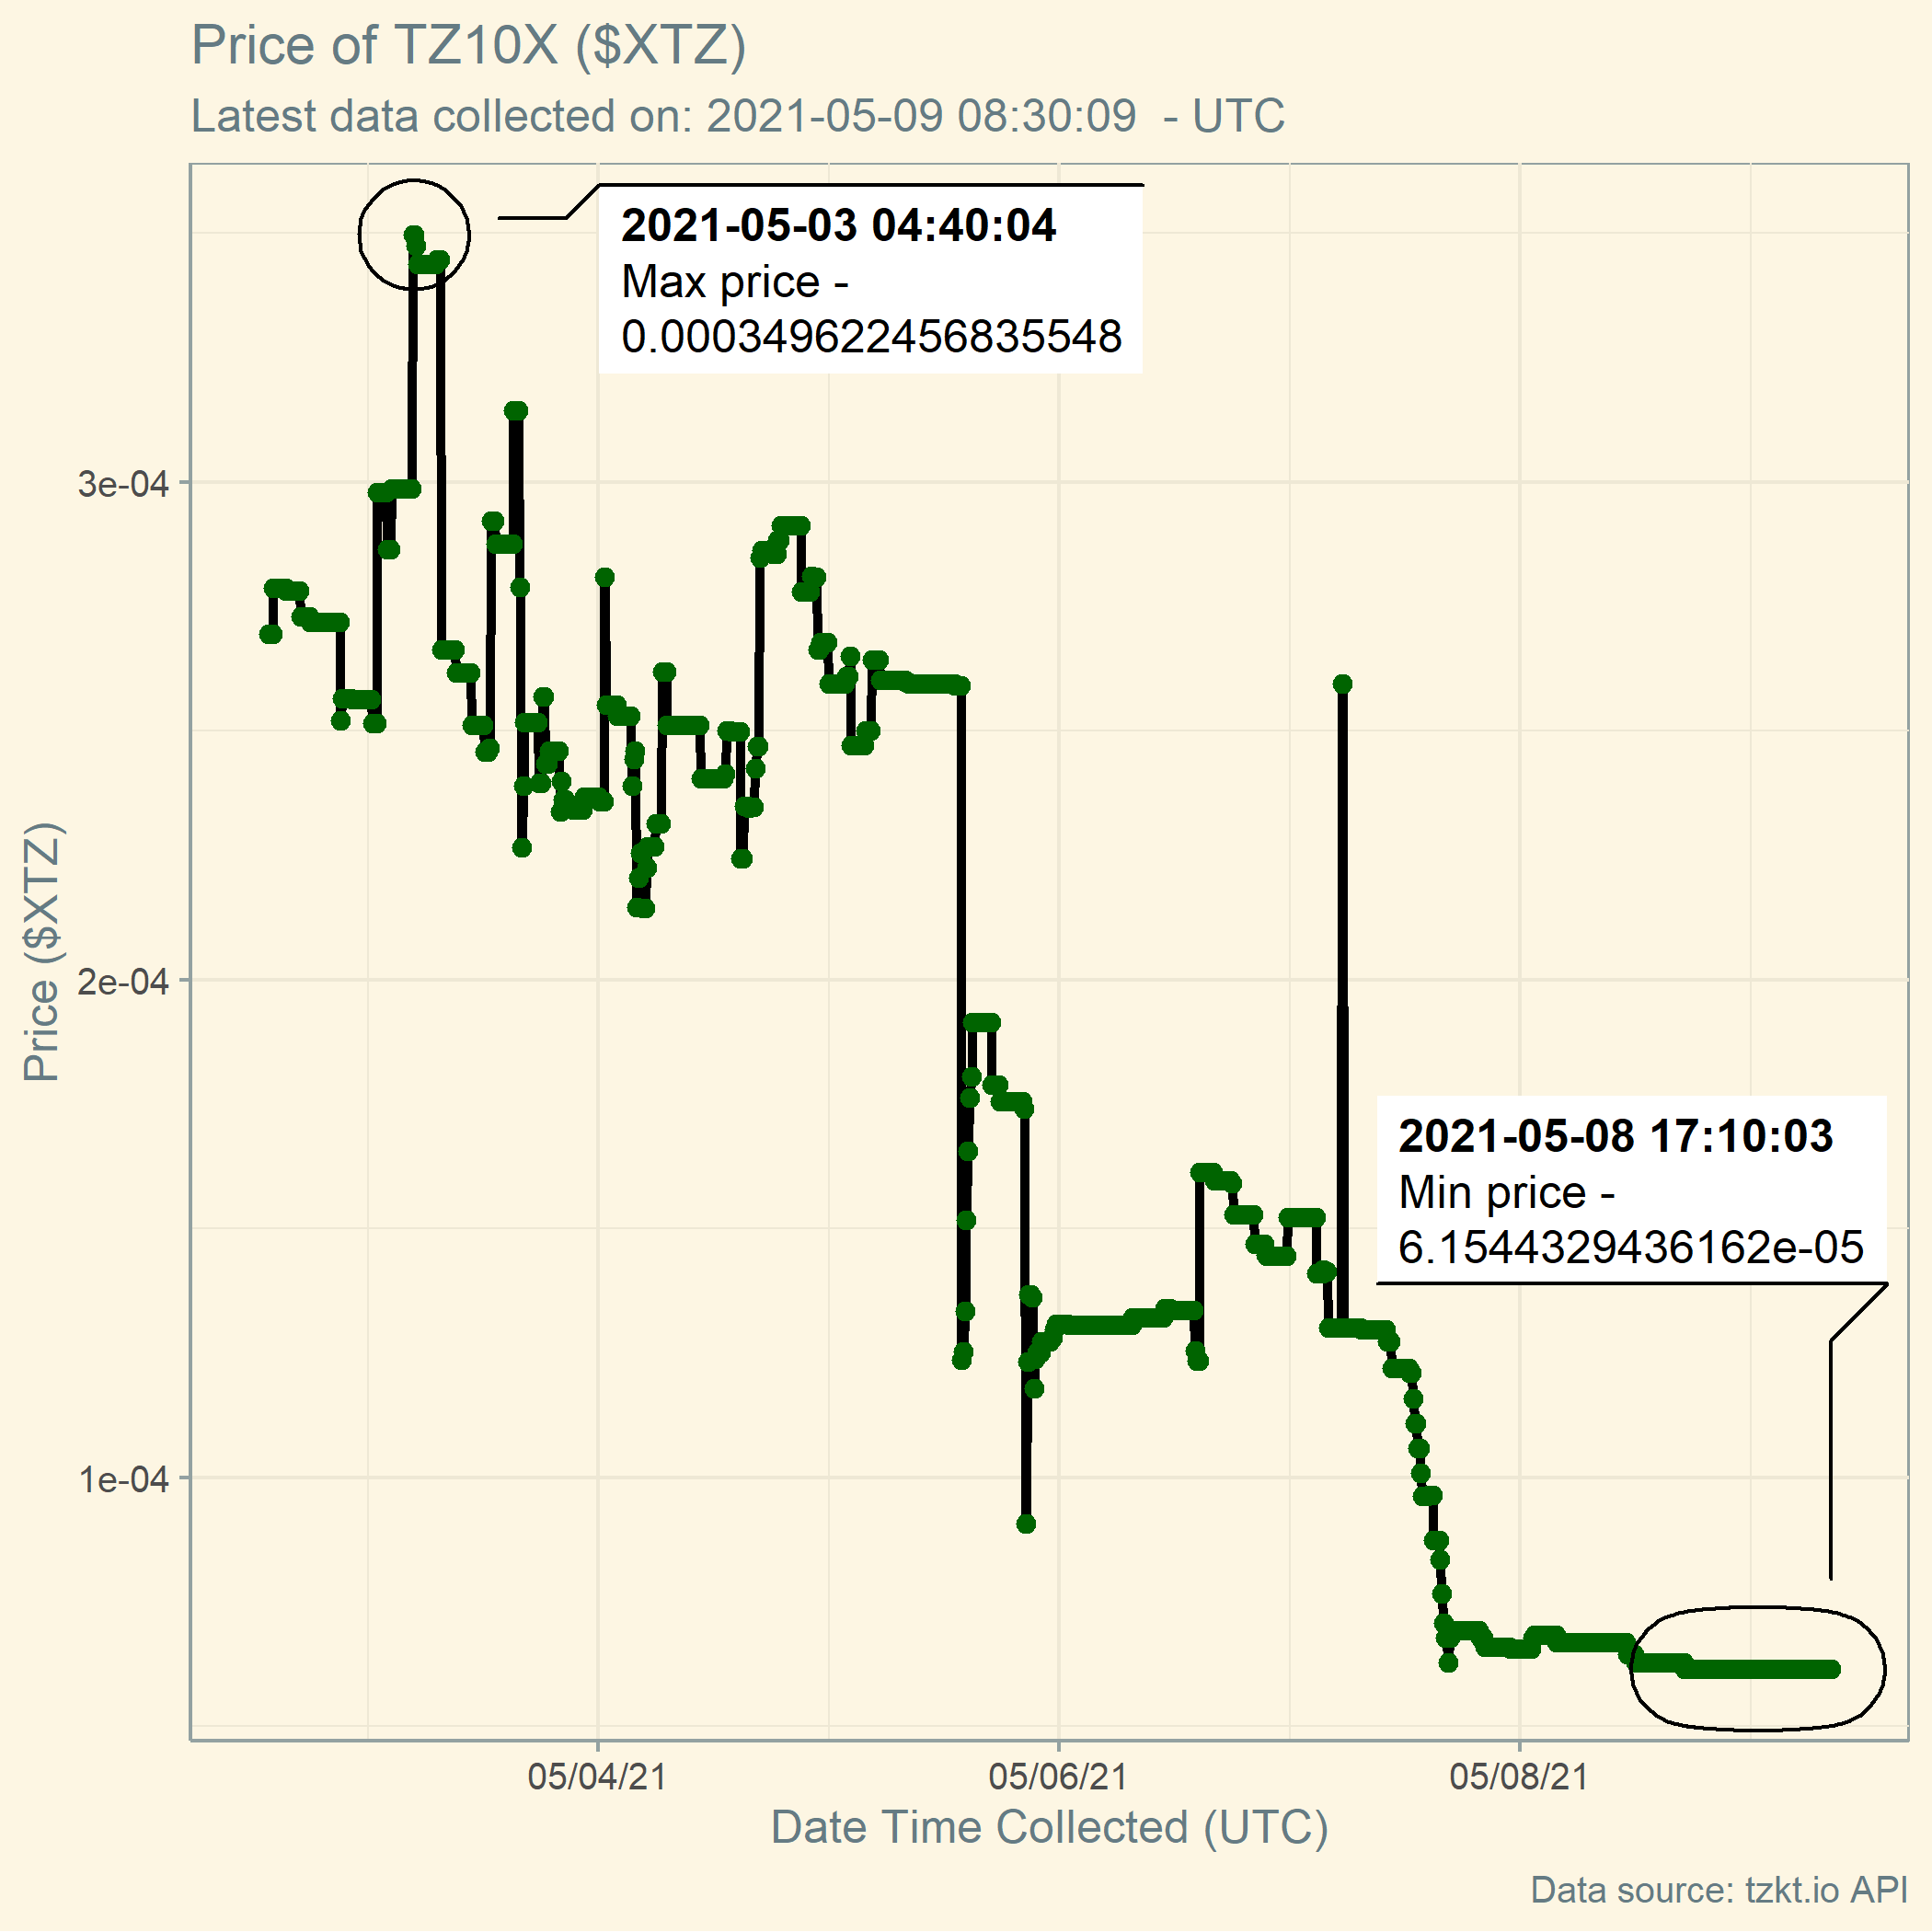 Price of TZ10X ($XTZ)
Latest data collected on: 2021-05-09 08:30:09  - UTC
2021-05-03 04:40:04
Max price -
0.000349622456835548
3e-04
2e-04
1e-04
Price ($XTZ)
2021-05-08 17:10:03
Min price -
6.1544329436162e-05
05/04/21
05/06/21
05/08/21
Date Time Collected (UTC)
Data source: tzkt.io API